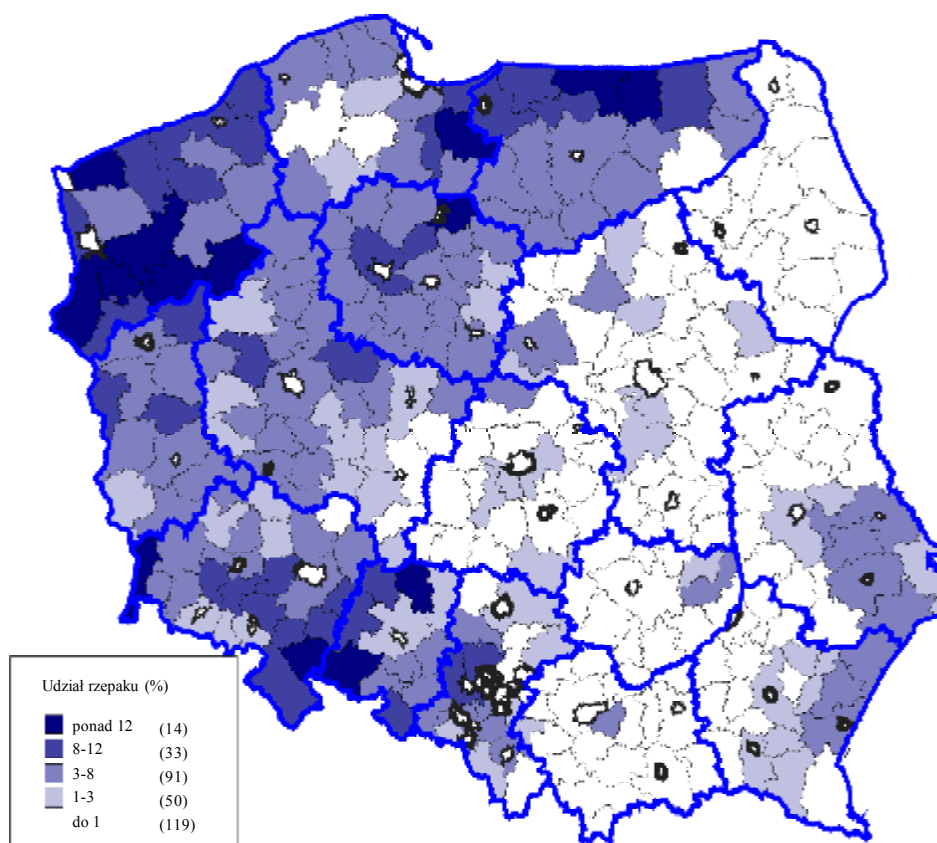 Udział rzepaku (%)
ponad 12 (14)
8-12 (33)
3-8 (91)
1-3 (50)
do 1 (119)